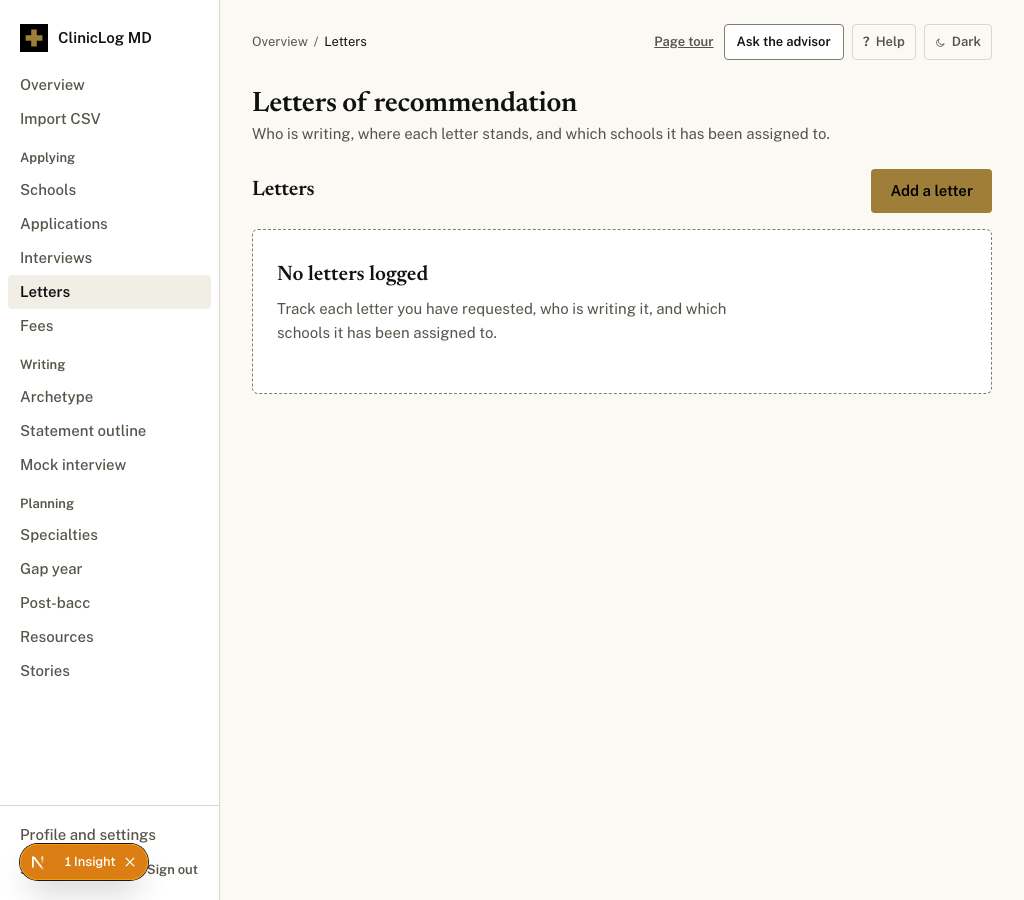 ClinicLog MD
Overview
Import CSV
Applying
Schools
Applications
Interviews
Letters
Fees
Writing
Archetype
Statement outline
Mock interview
Planning
Specialties
Gap year
Post-bacc
Resources
Stories
Profile and settings
1 Insight
Sign out
Overview / Letters
Page tour
Ask the advisor
? Help
Dark
Letters of recommendation
Who is writing, where each letter stands, and which schools it has been assigned to.
Letters
Add a letter
No letters logged
Track each letter you have requested, who is writing it, and which
schools it has been assigned to.